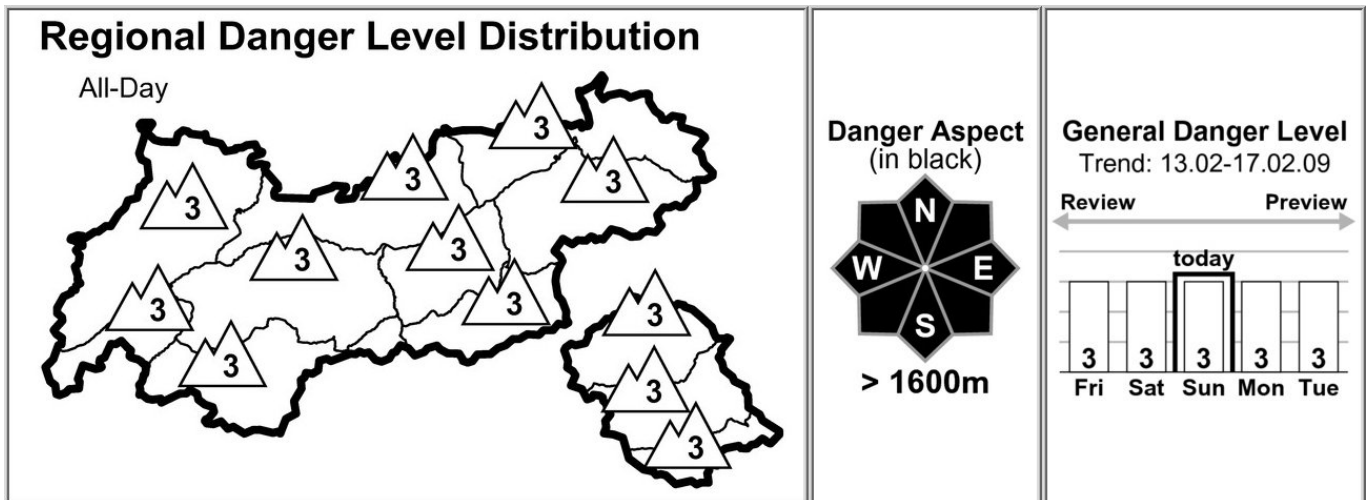 Regional Danger Level Distribution
All-Day
3
3
3
3
3
3
3
3
3
3
3
3
Danger Aspect
(in black)
N
W E
S
> 1600m
General Danger Level
Trend: 13.02-17.02.09
Review Preview
today
3 3 3 3 3
Fri Sat Sun Mon Tue